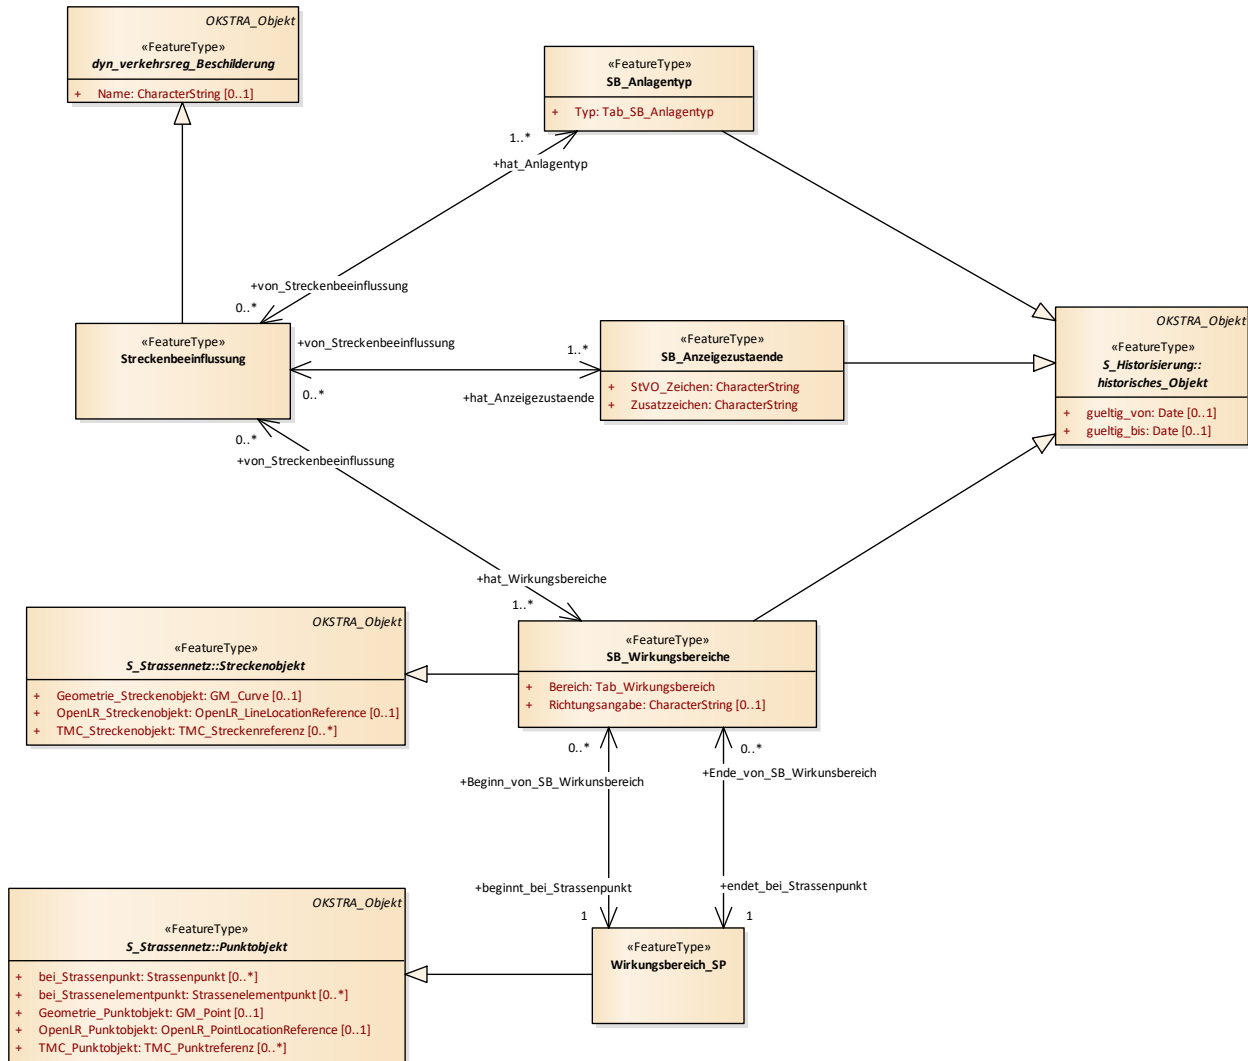 OKSTRA_Objekt
«FeatureType»
dyn_verkehrsreg_Beschilderung
+ Name: CharacterString [0..1]
«FeatureType»
SB_Anlagentyp
+ Typ: Tab_SB_Anlagentyp
1..*
+hat_Anlagentyp
+von_Streckenbeeinflussung
0..*
«FeatureType»
Streckenbeeinflussung
+von_Streckenbeeinflussung
0..*
1..*
+hat_Anzeigezustaende
«FeatureType»
SB_Anzeigezustaende
+ StVO_Zeichen: CharacterString
+ Zusatzzeichen: CharacterString
OKSTRA_Objekt
«FeatureType»
S_Historisierung::
historisches_Objekt
+ gueltig_von: Date [0..1]
+ gueltig_bis: Date [0..1]
0..*
+von_Streckenbeeinflussung
+hat_Wirkungsbereiche
1..*
OKSTRA_Objekt
«FeatureType»
S_Strassennetz::Streckenobjekt
+ Geometrie_Streckenobjekt: GM_Curve [0..1]
+ OpenLR_Streckenobjekt: OpenLR_LineLocationReference [0..1]
+ TMC_Streckenobjekt: TMC_Streckenreferenz [0..*]
«FeatureType»
SB_Wirkungsbereiche
+ Bereich: Tab_Wirkungsbereich
+ Richtungsangabe: CharacterString [0..1]
0..*
0..*
+Beginn_von_SB_Wirkunsbereich
+Ende_von_SB_Wirkunsbereich
+beginnt_bei_Strassenpunkt
+endet_bei_Strassenpunkt
1
1
OKSTRA_Objekt
«FeatureType»
S_Strassennetz::Punktobjekt
+ bei_Strassenpunkt: Strassenpunkt [0..*]
+ bei_Strassenelementpunkt: Strassenelementpunkt [0..*]
+ Geometrie_Punktobjekt: GM_Point [0..1]
+ OpenLR_Punktobjekt: OpenLR_PointLocationReference [0..1]
+ TMC_Punktobjekt: TMC_Punktreferenz [0..*]
«FeatureType»
Wirkungsbereich_SP